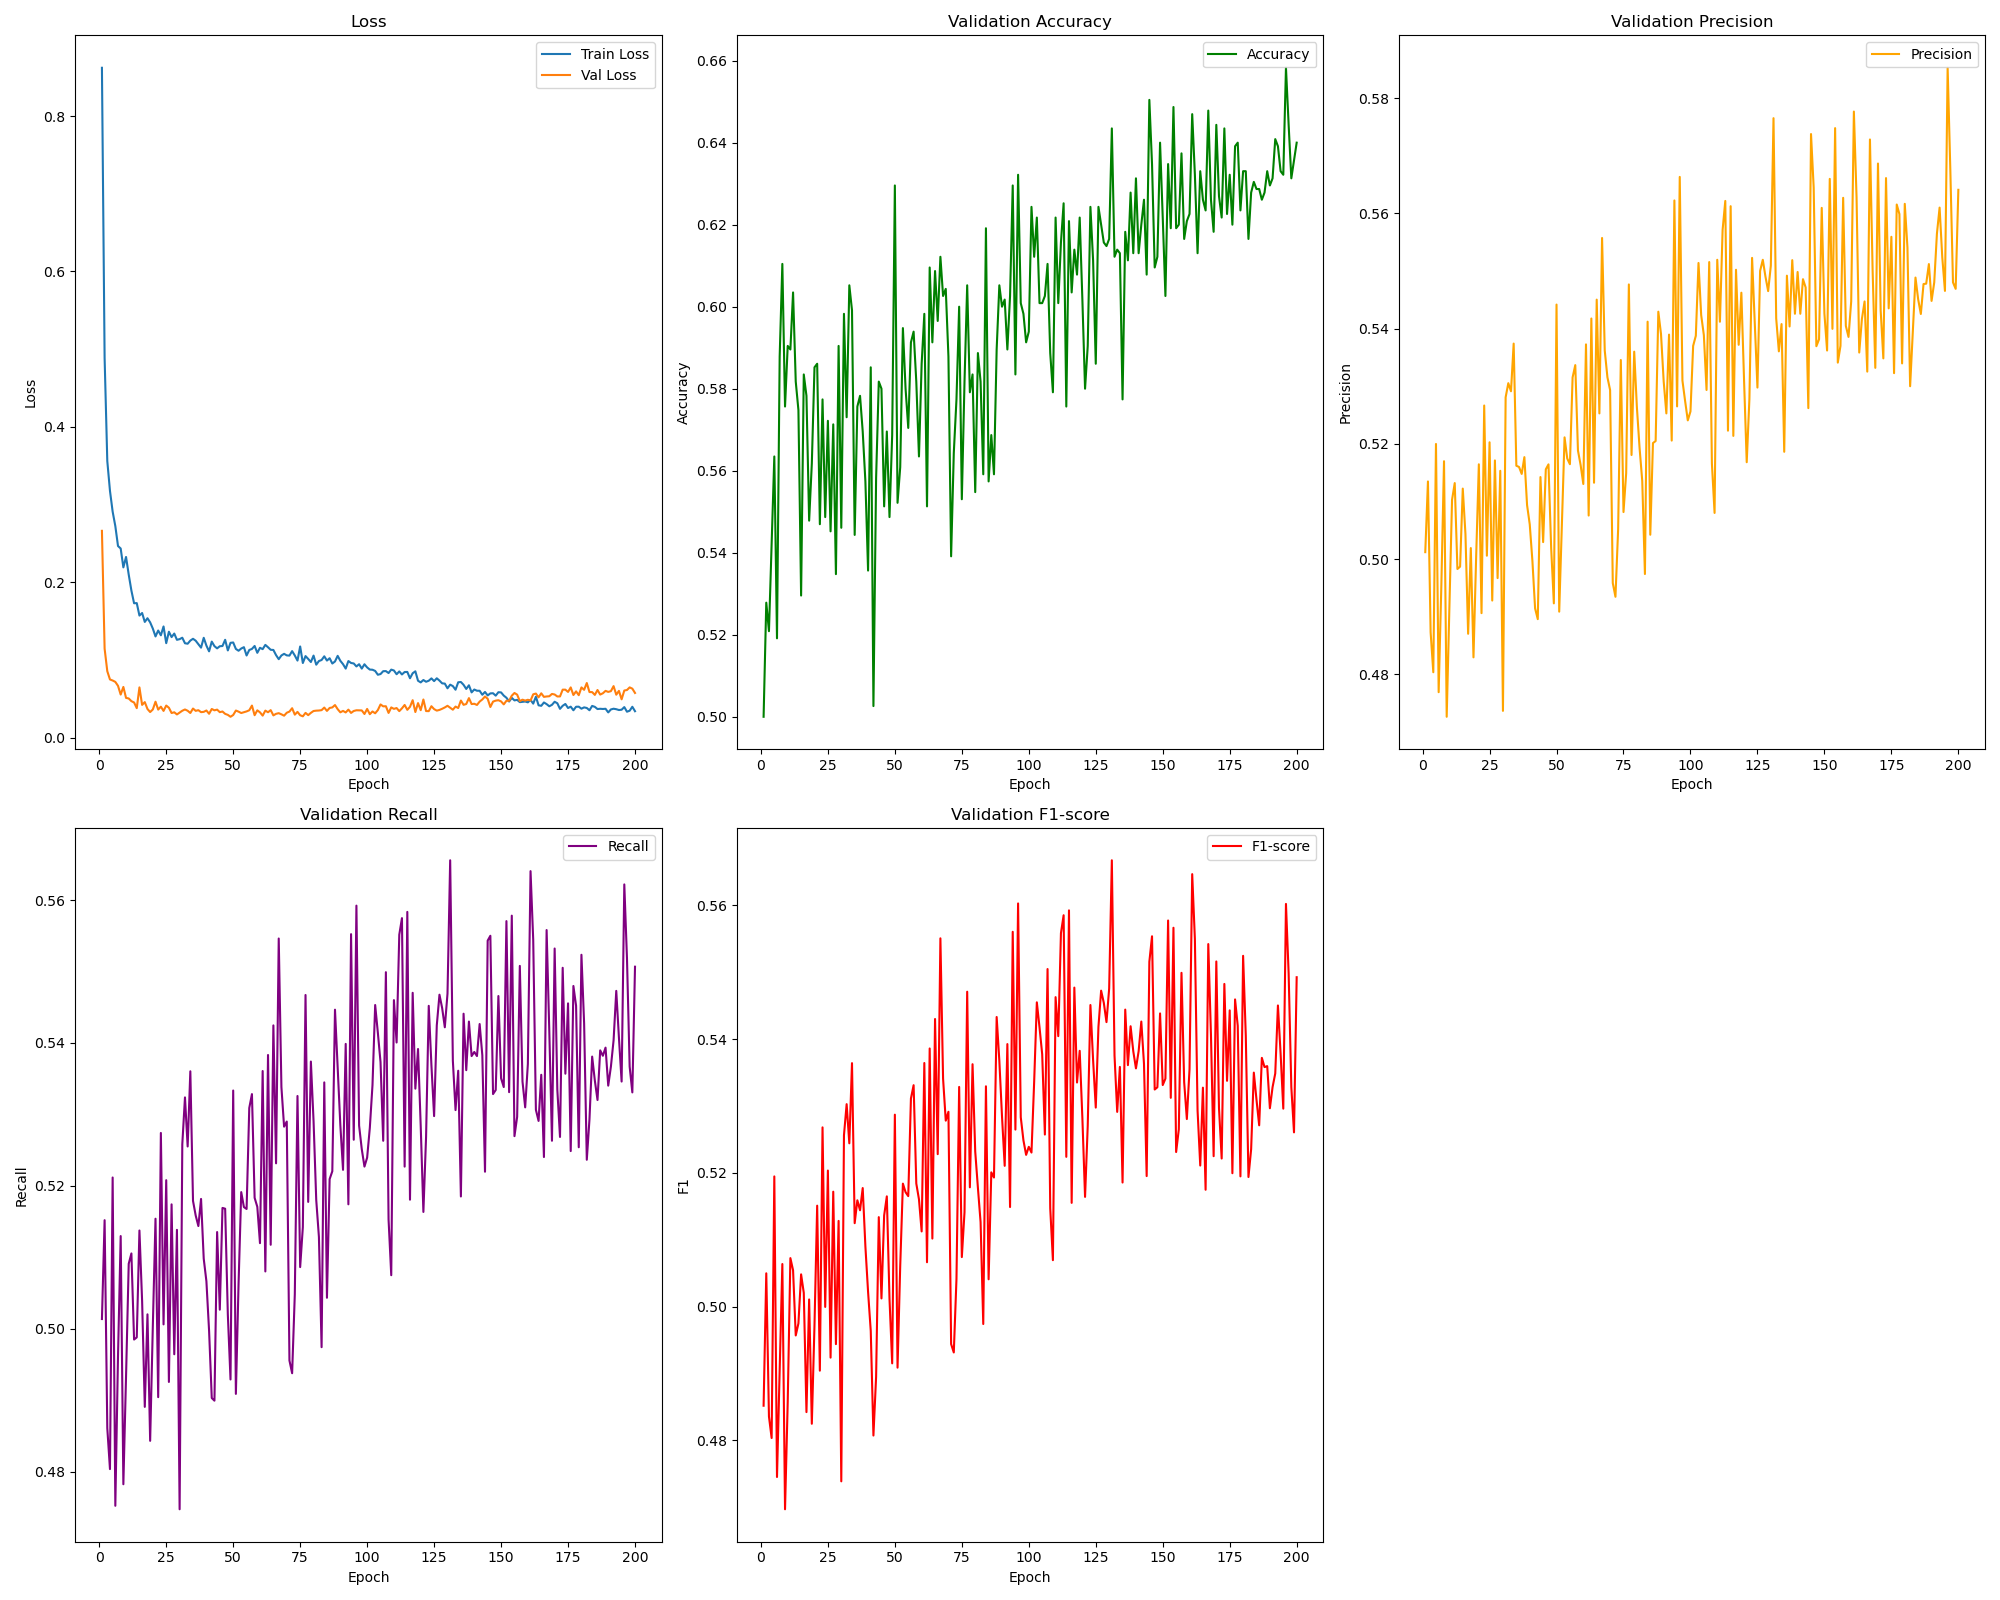 Loss
Train Loss
Val Loss
0.8
0.6
0.4
0.2
0.0
Loss
0 25 50 75 100 125 150 175 200
Epoch
Validation Accuracy
Accuracy
0.66
0.64
0.62
0.60
0.58
0.56
0.54
0.52
0.50
Accuracy
0 25 50 75 100 125 150 175 200
Epoch
Validation Precision
Precision
0.58
0.56
0.54
0.52
0.50
0.48
Precision
0 25 50 75 100 125 150 175 200
Epoch
Validation Recall
Recall
0.56
0.54
0.52
0.50
0.48
Recall
0 25 50 75 100 125 150 175 200
Epoch
Validation F1-score
F1-score
0.56
0.54
0.52
0.50
0.48
F1
0 25 50 75 100 125 150 175 200
Epoch